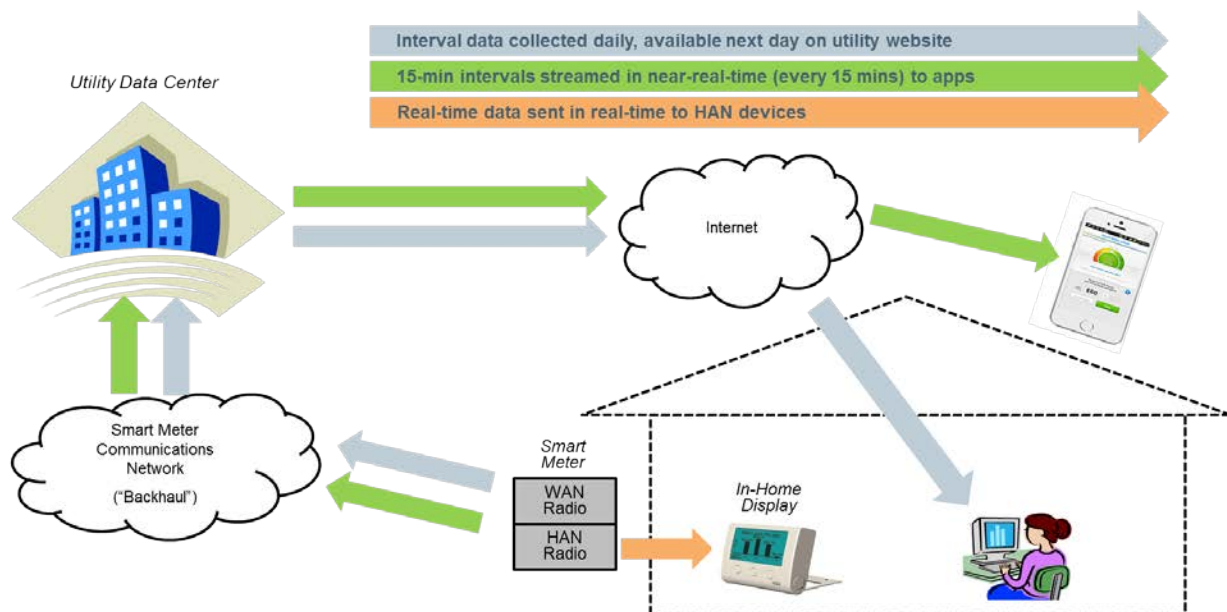 Interval data collected daily, available next day on utility website
15-min intervals streamed in near-real-time (every 15 mins) to apps
Real-time data sent in real-time to HAN devices
Utility Data Center
Internet
Smart Meter
Communications
Network
("Backhaul")
Smart
Meter
WAN
Radio
HAN
Radio
In-Home
Display